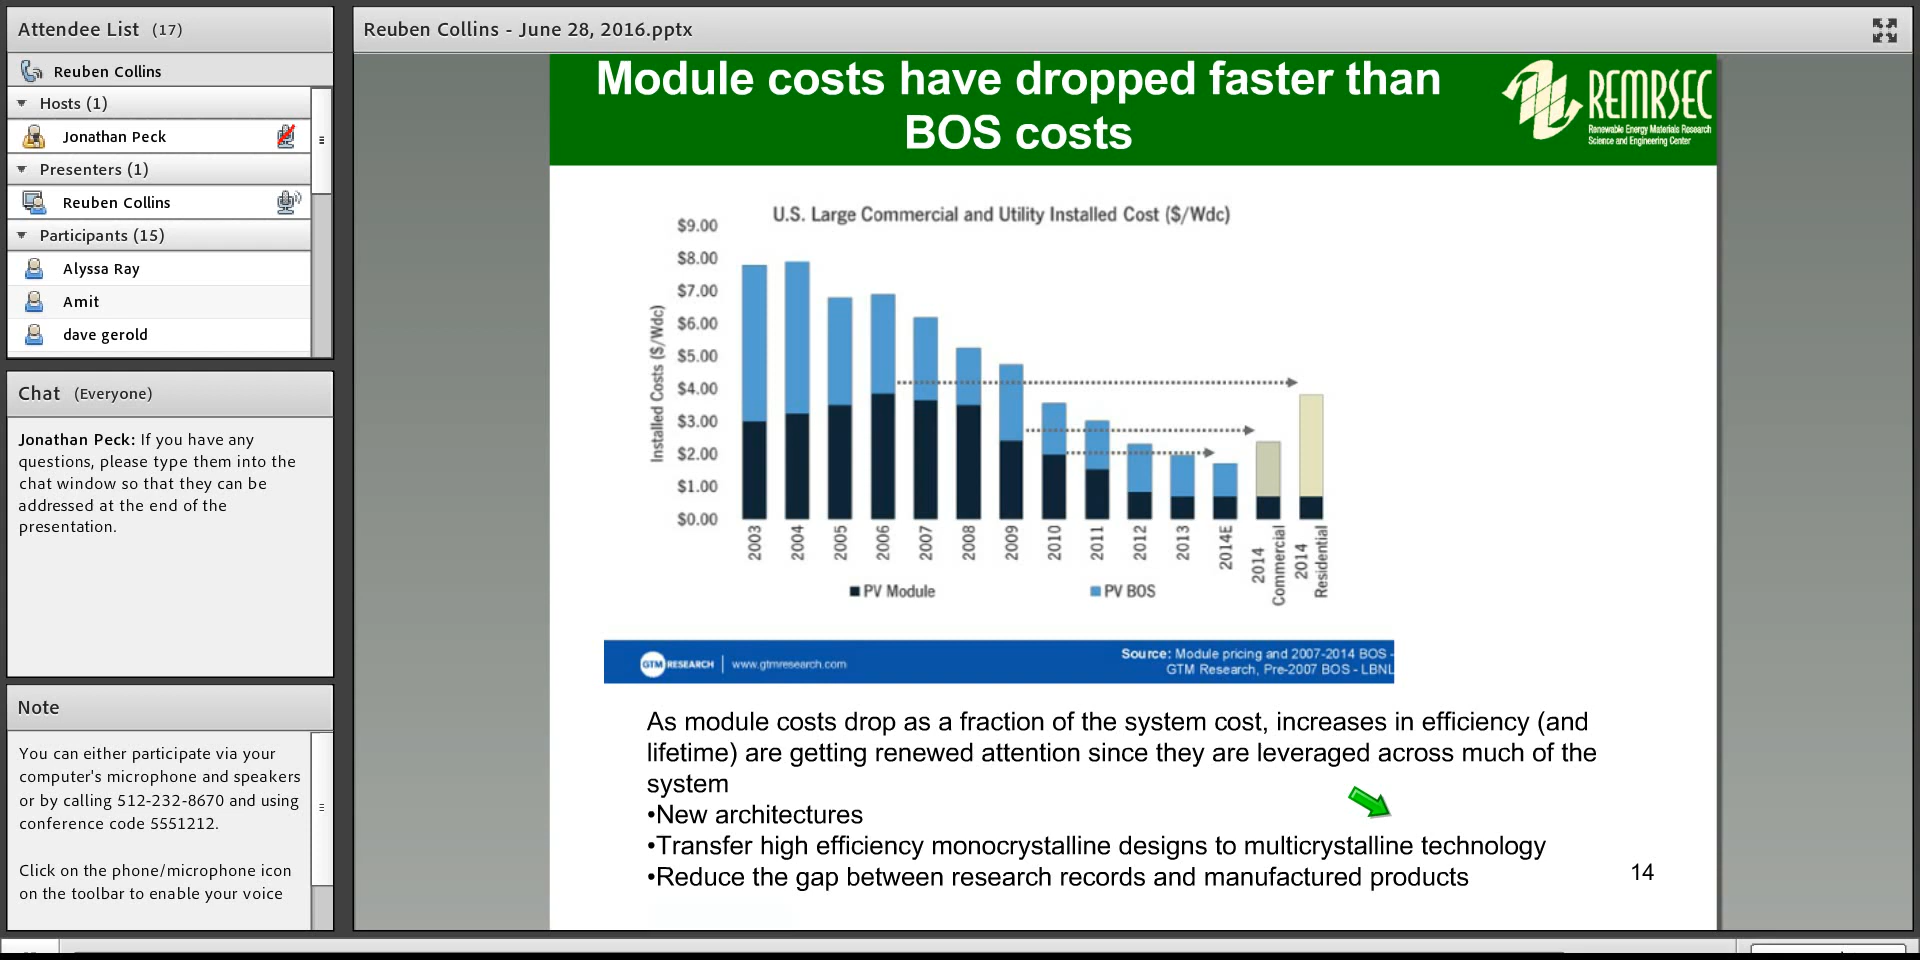 Attendee List (17)
Reuben Collins
Hosts (1)
Jonathan Peck
Presenters (1)
Reuben Collins
Participants (15)
Alyssa Ray
Amit
dave gerold
Chat (Everyone)
Jonathan Peck: If you have any
questions, please type them into the
chat window so that they can be
addressed at the end of the
presentation.
Note
You can either participate via your
computer's microphone and speakers
or by calling 512-232-8670 and using
conference code 5551212.
Click on the phone/microphone icon
on the toolbar to enable your voice
Reuben Collins - June 28, 2016.pptx
Module costs have dropped faster than
BOS costs
REMRSEC
Renewable Energy Materials Research
Science and Engineering Center
U.S. Large Commercial and Utility Installed Cost ($/Wdc)
Installed Costs ($/Wdc)
$9.00
$8.00
$7.00
$6.00
$5.00
$4.00
$3.00
$2.00
$1.00
$0.00
2003
2004
2005
2006
2007
2008
2009
2010
2011
2012
2013
2014E
2014
Commercial
2014
Residential
PV Module
PV BOS
GTM RESEARCH | www.gtmresearch.com
Source: Module pricing and 2007-2014 BOS -
GTM Research, Pre-2007 BOS - LBNL
As module costs drop as a fraction of the system cost, increases in efficiency (and
lifetime) are getting renewed attention since they are leveraged across much of the
system
•New architectures
•Transfer high efficiency monocrystalline designs to multicrystalline technology
•Reduce the gap between research records and manufactured products
14